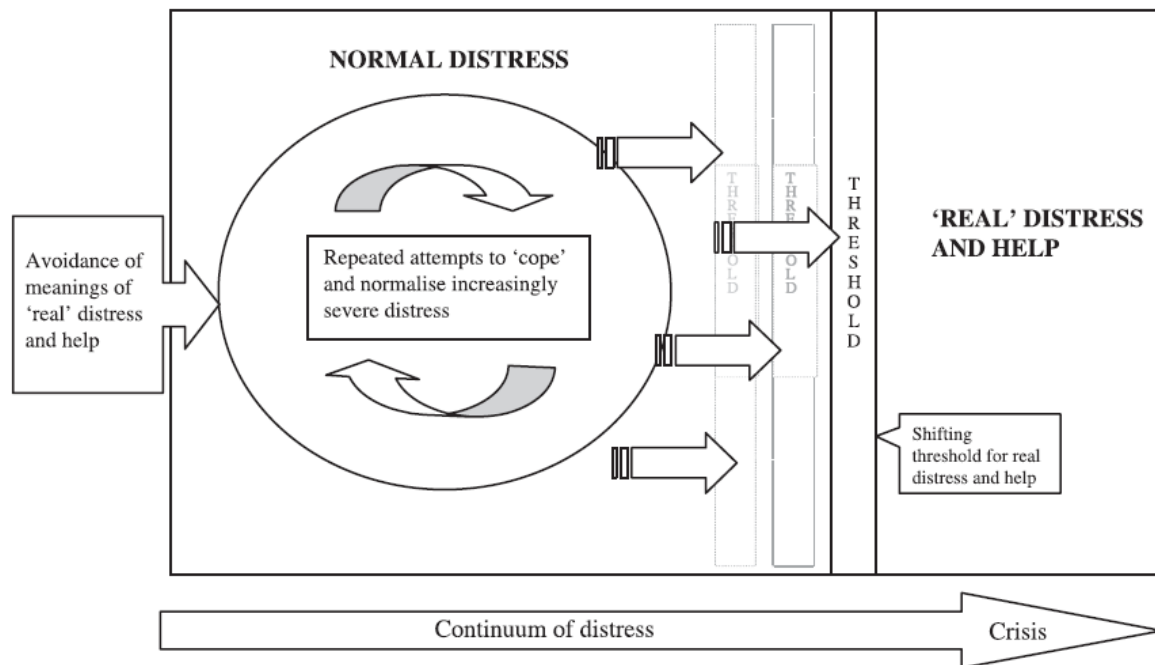 NORMAL DISTRESS
Avoidance of
meanings of
‘real’ distress
and help
Repeated attempts to ‘cope’
and normalise increasingly
severe distress
THRESHOLD
THRESHOLD
THRESHOLD
‘REAL’ DISTRESS
AND HELP
Shifting
threshold for real
distress and help
Continuum of distress
Crisis